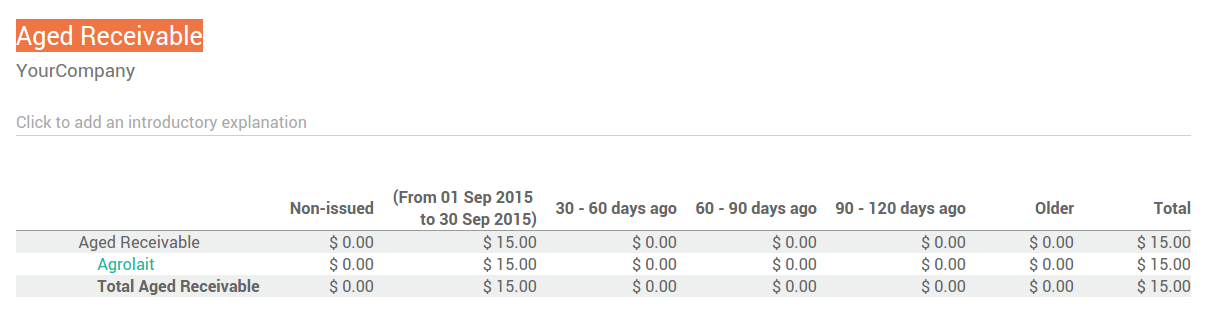 Aged Receivable
YourCompany
Click to add an introductory explanation
Non-issued (From 01 Sep 2015 to 30 Sep 2015) 30 - 60 days ago 60 - 90 days ago 90 - 120 days ago Older Total
Aged Receivable $ 0.00 $ 15.00 $ 0.00 $ 0.00 $ 0.00 $ 0.00 $ 15.00
Agrolait $ 0.00 $ 15.00 $ 0.00 $ 0.00 $ 0.00 $ 0.00 $ 15.00
Total Aged Receivable $ 0.00 $ 15.00 $ 0.00 $ 0.00 $ 0.00 $ 0.00 $ 15.00